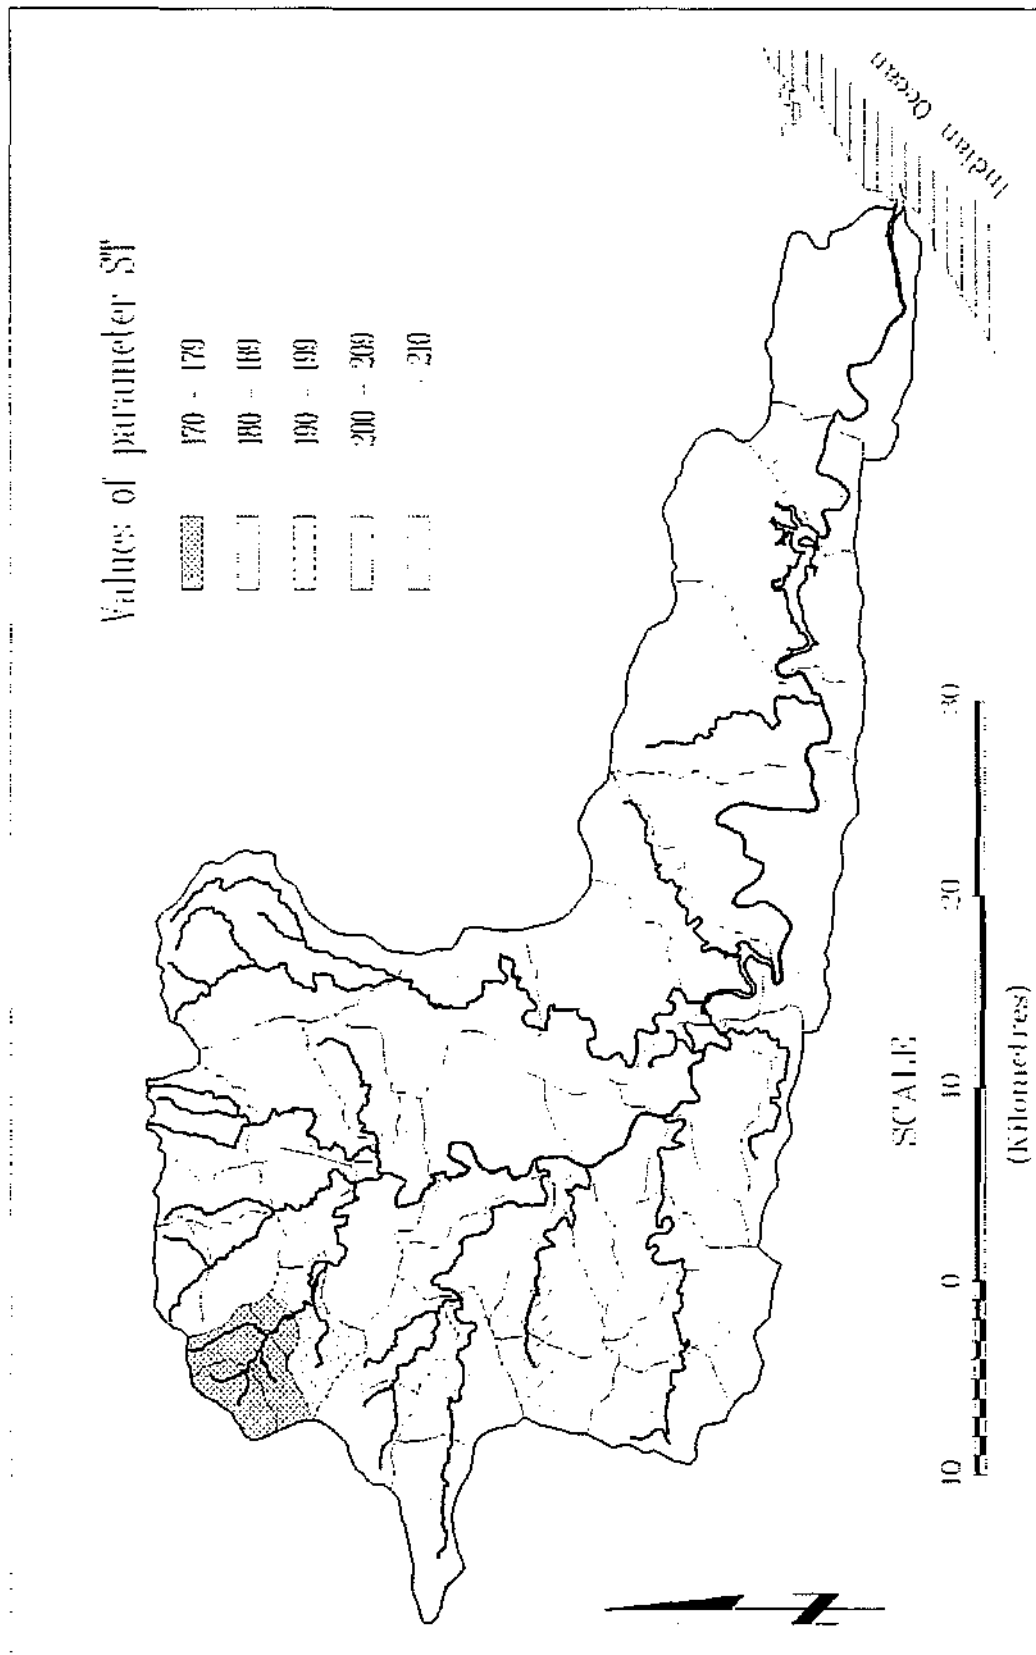 Values of parameter ST
170 - 179
180 - 189
190 - 199
200 - 209
- 210
Indian Ocean
SCALE
10 0 10 20 30
(Kilometres)
N